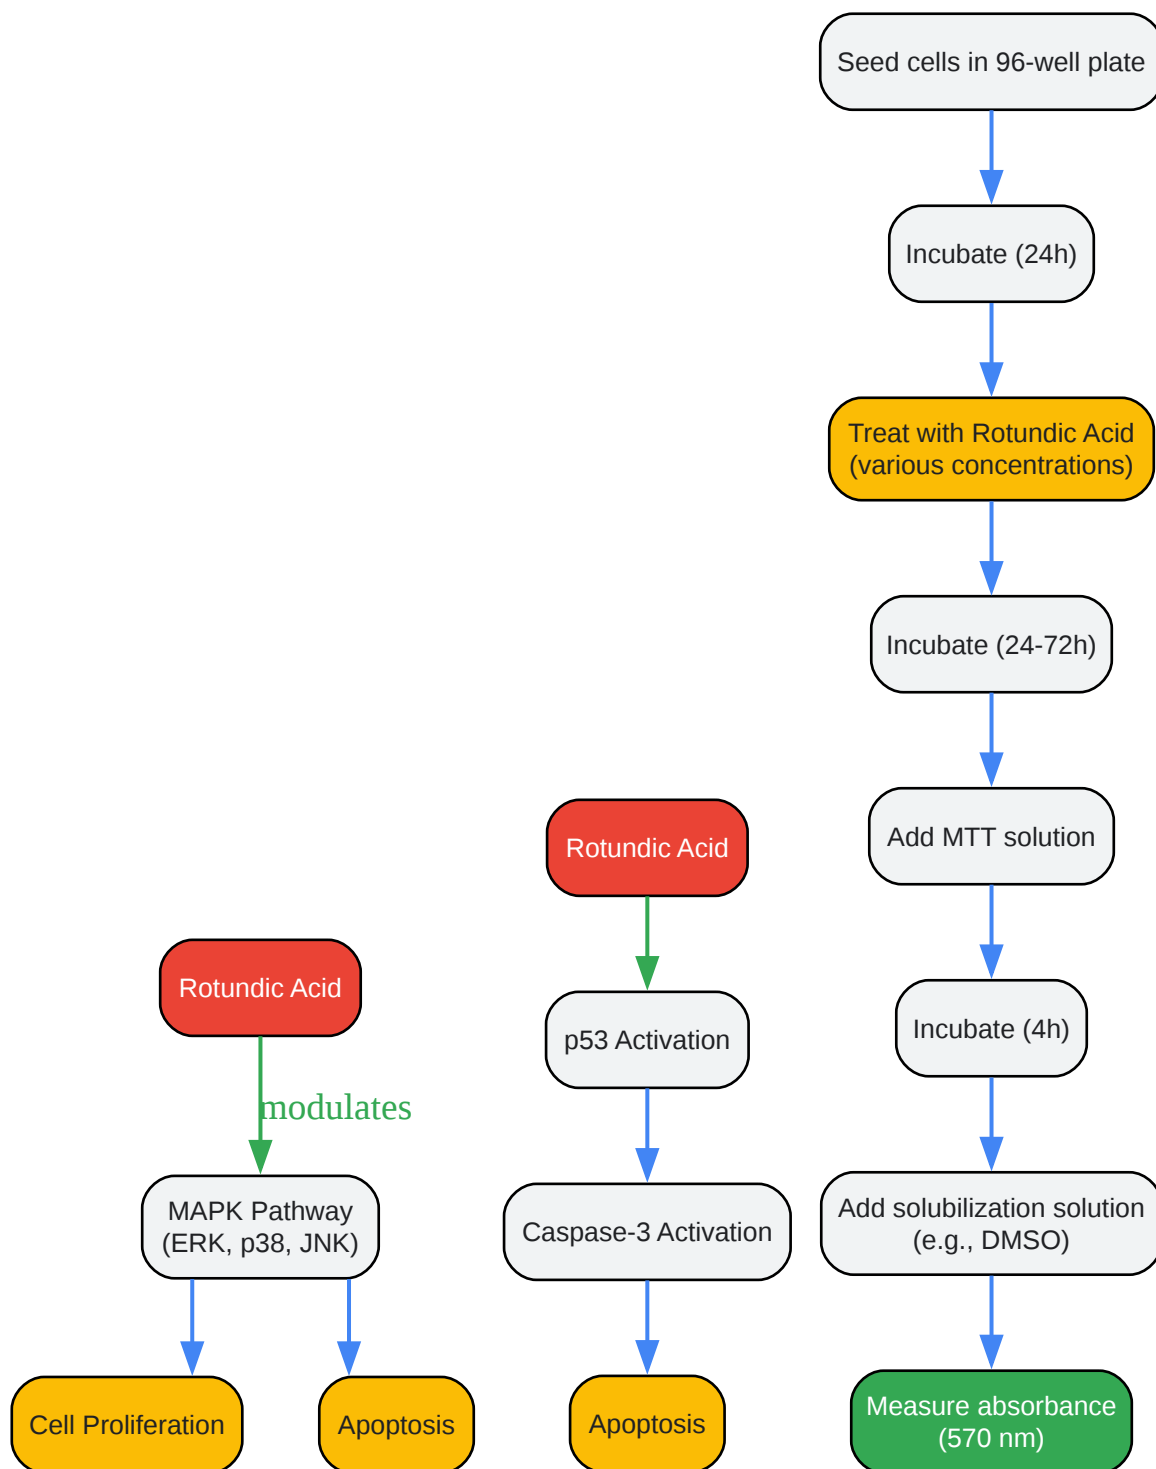 Seed cells in 96-well plate
Incubate (24h)
Treat with Rotundic Acid
(various concentrations)
Incubate (24-72h)
Add MTT solution
Incubate (4h)
Add solubilization solution
(e.g., DMSO)
Measure absorbance
(570 nm)
Rotundic Acid
p53 Activation
Caspase-3 Activation
Apoptosis
Rotundic Acid
modulates
MAPK Pathway
(ERK, p38, JNK)
Cell Proliferation
Apoptosis